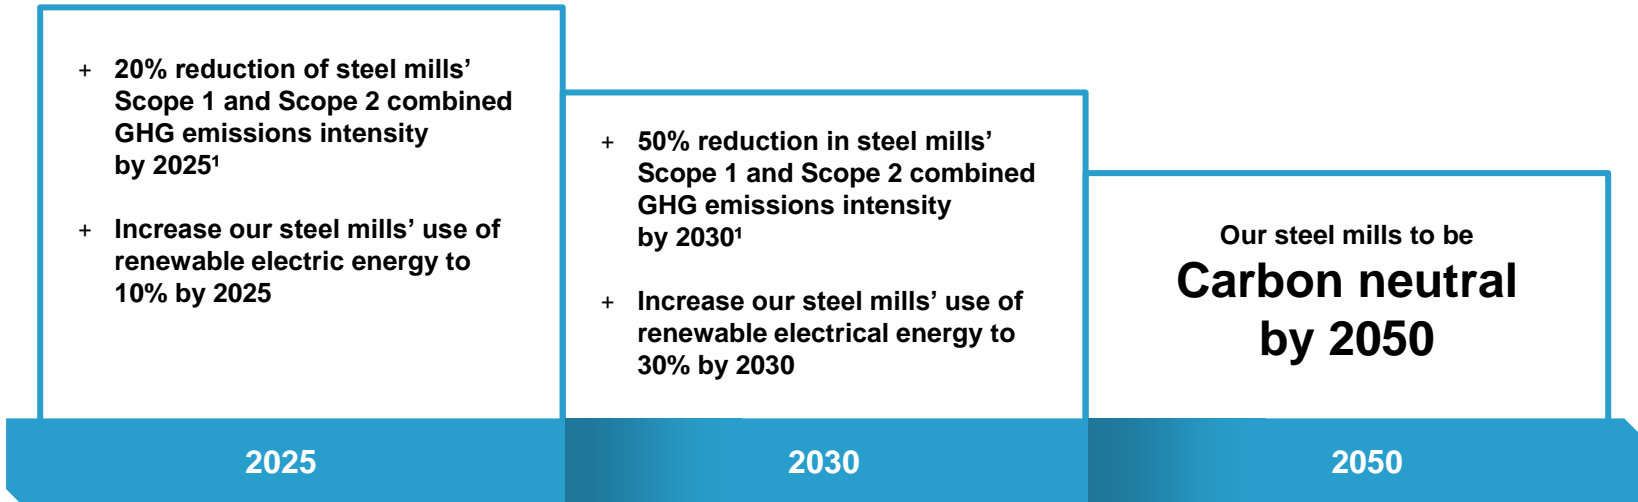 + 20% reduction of steel mills’
Scope 1 and Scope 2 combined
GHG emissions intensity
by 2025¹
+ Increase our steel mills’ use of
renewable electric energy to
10% by 2025
+ 50% reduction in steel mills’
Scope 1 and Scope 2 combined
GHG emissions intensity
by 2030¹
+ Increase our steel mills’ use of
renewable electrical energy to
30% by 2030
Our steel mills to be
Carbon neutral
by 2050
2025
2030
2050